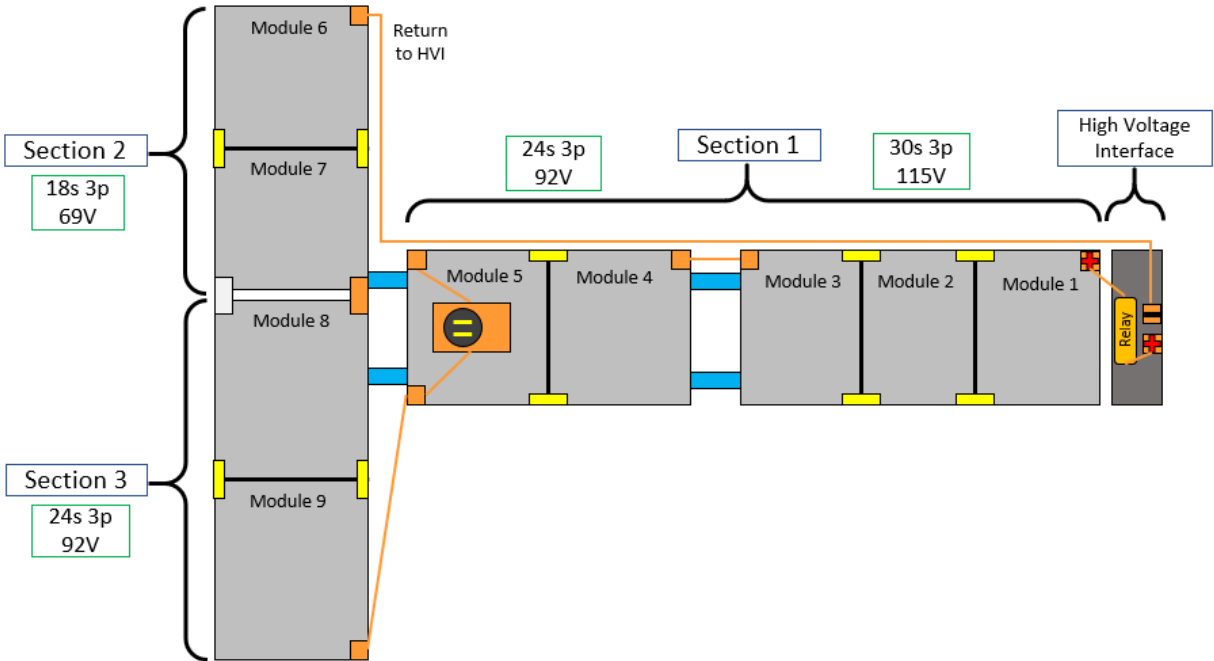 Module 6
Return
to HVI
Section 2
18s 3p
69V
Module 7
24s 3p
92V
Section 1
30s 3p
115V
High Voltage
Interface
Module 5
Module 4
Module 3
Module 2
Module 1
Relay
Module 8
Section 3
24s 3p
92V
Module 9